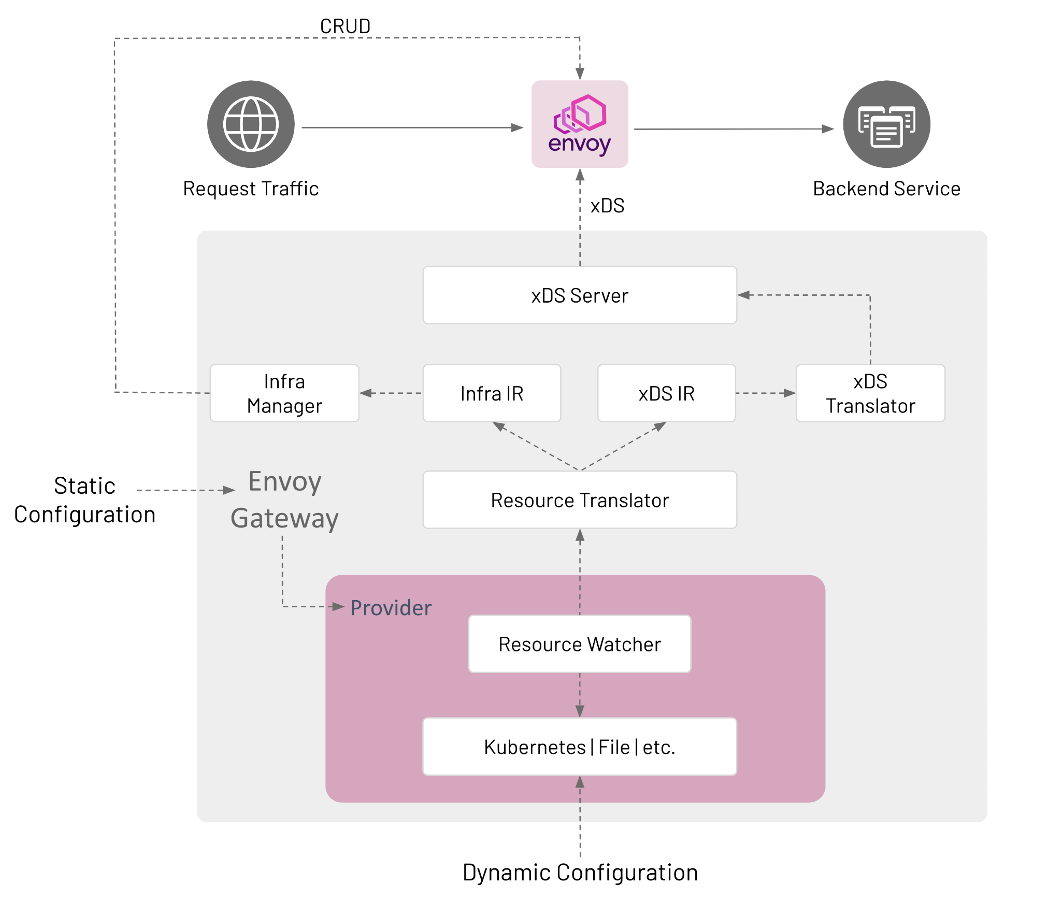 CRUD
envoy
Request Traffic
Backend Service
xDS
xDS Server
Infra
Manager
Infra IR
xDS IR
xDS
Translator
Static
Configuration
Envoy
Gateway
Resource Translator
Provider
Resource Watcher
Kubernetes | File | etc.
Dynamic Configuration